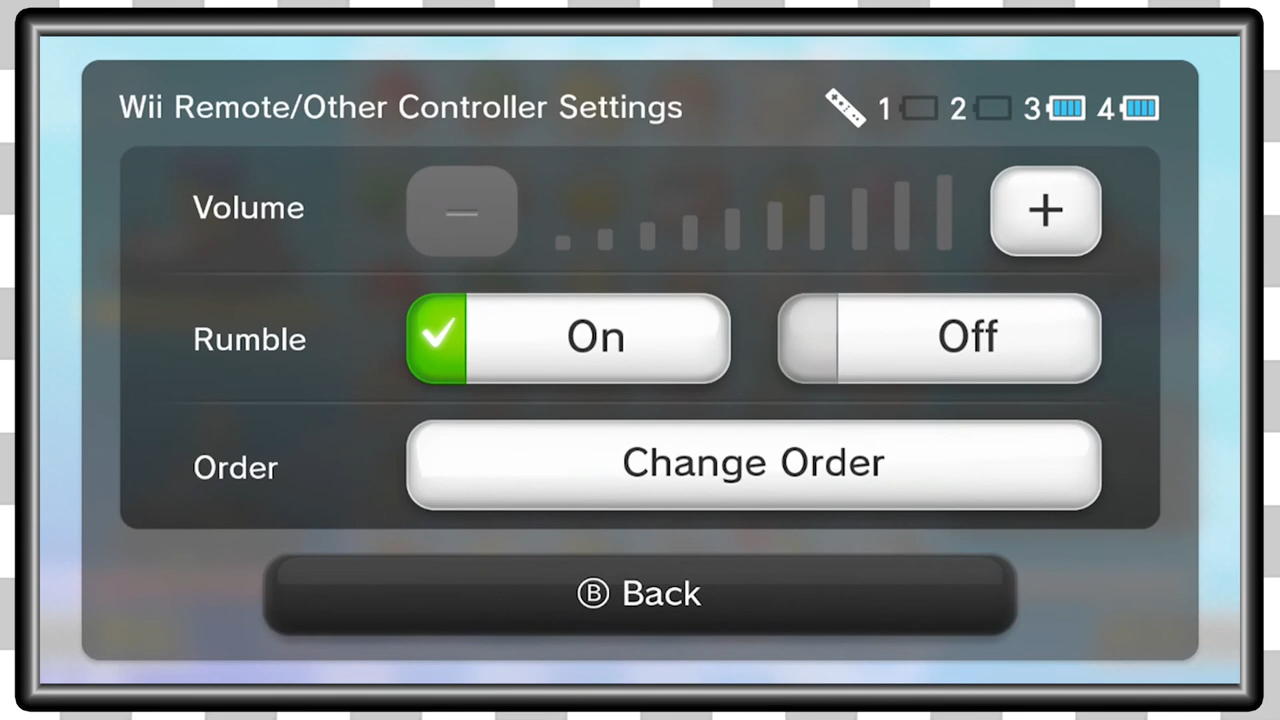 Wii Remote/Other Controller Settings 1 2 3 4
Volume − +
Rumble On Off
Order Change Order
Ⓑ Back